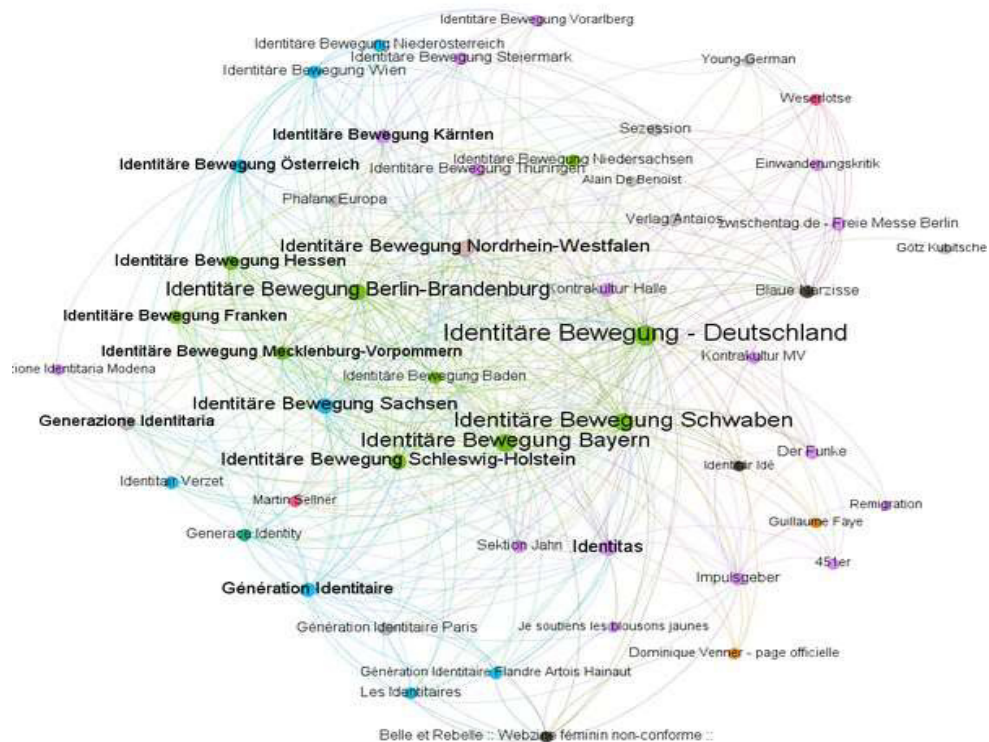 Identitäre Bewegung Vorarlberg
Identitäre Bewegung Niederösterreich
Identitäre Bewegung Steiermark
Young-German
Identitäre Bewegung Wien
Weserlotse
Sezession
Identitäre Bewegung Kärnten
Identitäre Bewegung Niedersachsen
Identitäre Bewegung Österreich
Einwanderungskritik
Identitäre Bewegung Thüringen
Alain De Benoist
Phalanx Europa
Verlag Antaios
zwischentag.de - Freie Messe Berlin
Identitäre Bewegung Nordrhein-Westfalen
Götz Kubitsche
Identitäre Bewegung Hessen
Identitäre Bewegung Berlin-Brandenburg
Kontrakultur Halle
Blaue Narzisse
Identitäre Bewegung Franken
Identitäre Bewegung - Deutschland
Identitäre Bewegung Mecklenburg-Vorpommern
Kontrakultur MV
zione Identitaria Modena
Identitäre Bewegung Baden
Identitäre Bewegung Sachsen
Generazione Identitaria
Identitäre Bewegung Schwaben
Identitäre Bewegung Bayern
Der Funke
Identitäre Bewegung Schleswig-Holstein
Identitär Idé
Identitair Verzet
Martin Sellner
Remigration
Guillaume Faye
Generace Identity
Sektion Jahn
Identitas
451er
Impulsgeber
Génération Identitaire
Génération Identitaire Paris
Je soutiens les blousons jaunes
Dominique Venner - page officielle
Génération Identitaire Flandre Artois Hainaut
Les Identitaires
Belle et Rebelle :: Webzine féminin non-conforme ::